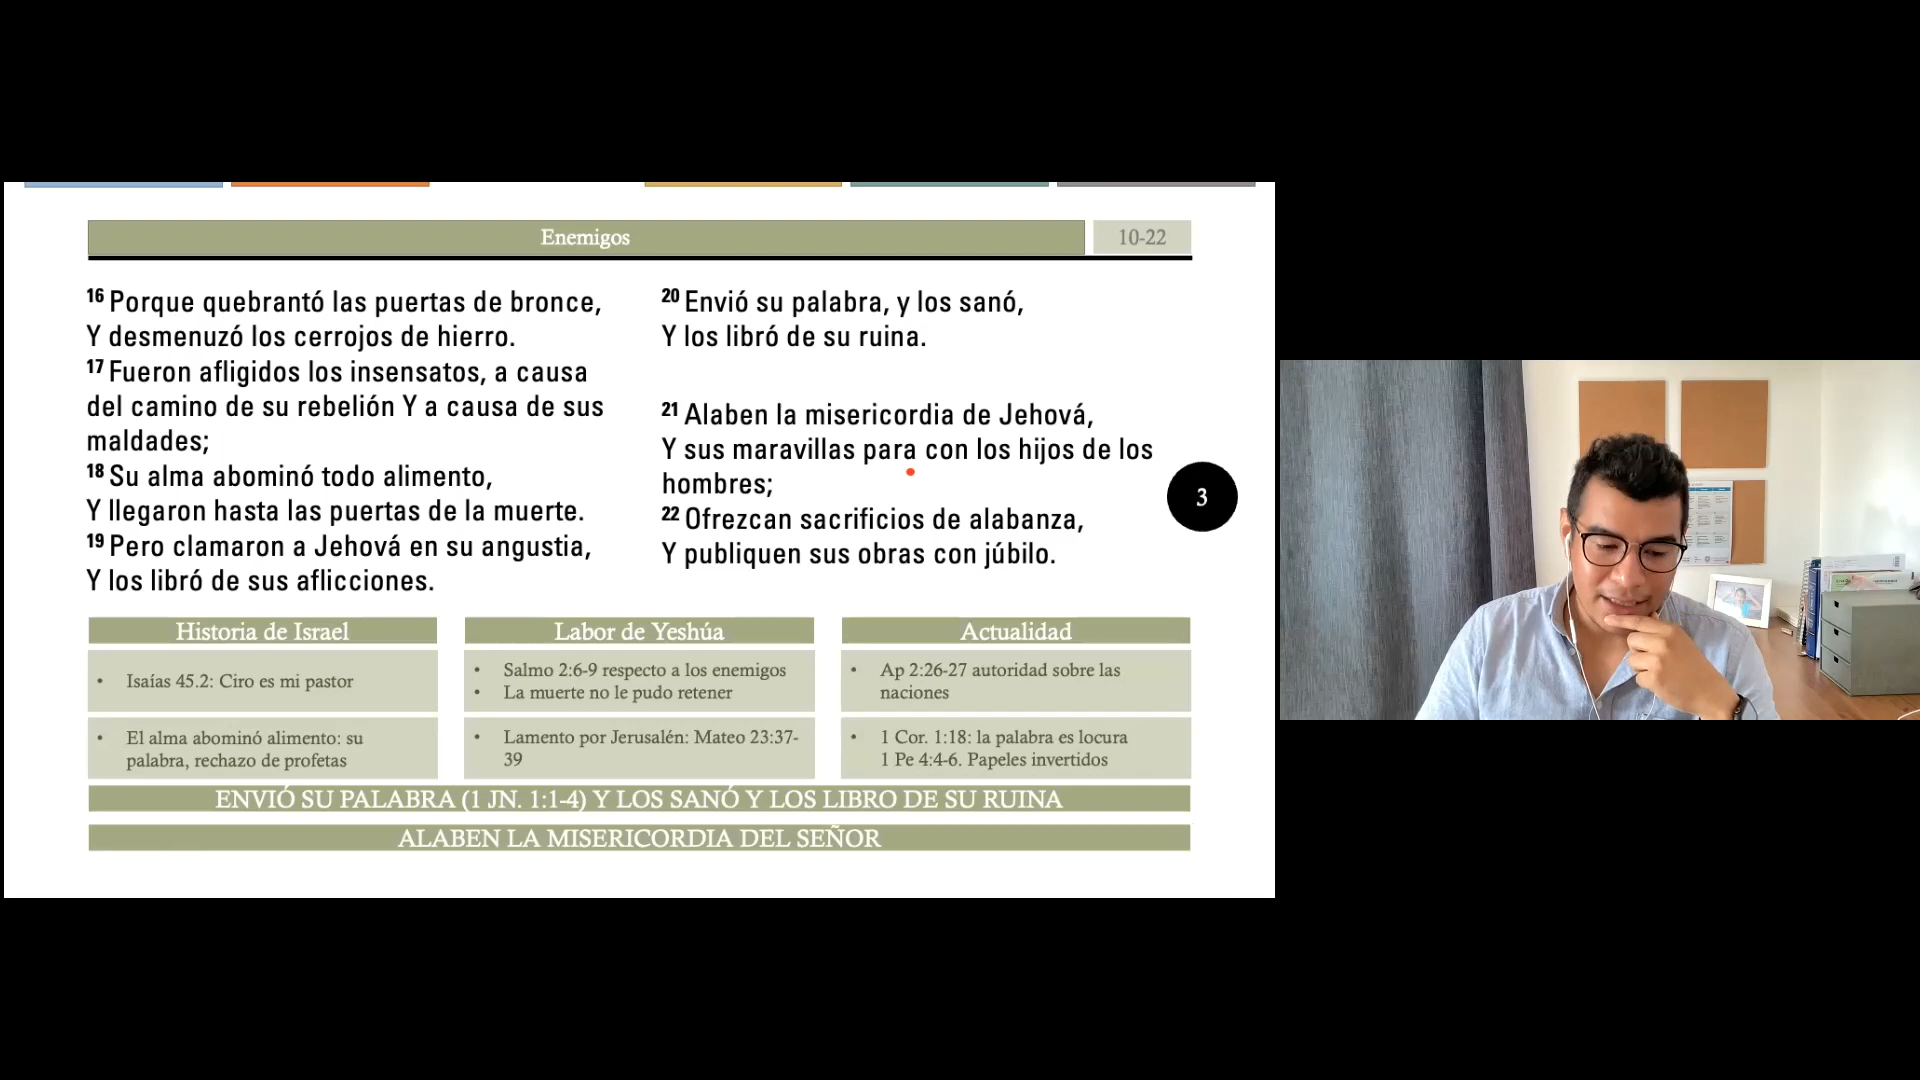 Enemigos
10-22
16 Porque quebrantó las puertas de bronce,
Y desmenuzó los cerrojos de hierro.
17 Fueron afligidos los insensatos, a causa
del camino de su rebelión Y a causa de sus
maldades;
18 Su alma abominó todo alimento,
Y llegaron hasta las puertas de la muerte.
19 Pero clamaron a Jehová en su angustia,
Y los libró de sus aflicciones.
20 Envió su palabra, y los sanó,
Y los libró de su ruina.
21 Alaben la misericordia de Jehová,
Y sus maravillas para con los hijos de los
hombres;
22 Ofrezcan sacrificios de alabanza,
Y publiquen sus obras con júbilo.
3
Historia de Israel
• Isaías 45.2: Ciro es mi pastor
• El alma abominó alimento: su
palabra, rechazo de profetas
Labor de Yeshúa
• Salmo 2:6-9 respecto a los enemigos
• La muerte no le pudo retener
• Lamento por Jerusalén: Mateo 23:37-
39
Actualidad
• Ap 2:26-27 autoridad sobre las
naciones
• 1 Cor. 1:18: la palabra es locura
1 Pe 4:4-6. Papeles invertidos
ENVIÓ SU PALABRA (1 JN. 1:1-4) Y LOS SANÓ Y LOS LIBRO DE SU RUINA
ALABEN LA MISERICORDIA DEL SEÑOR